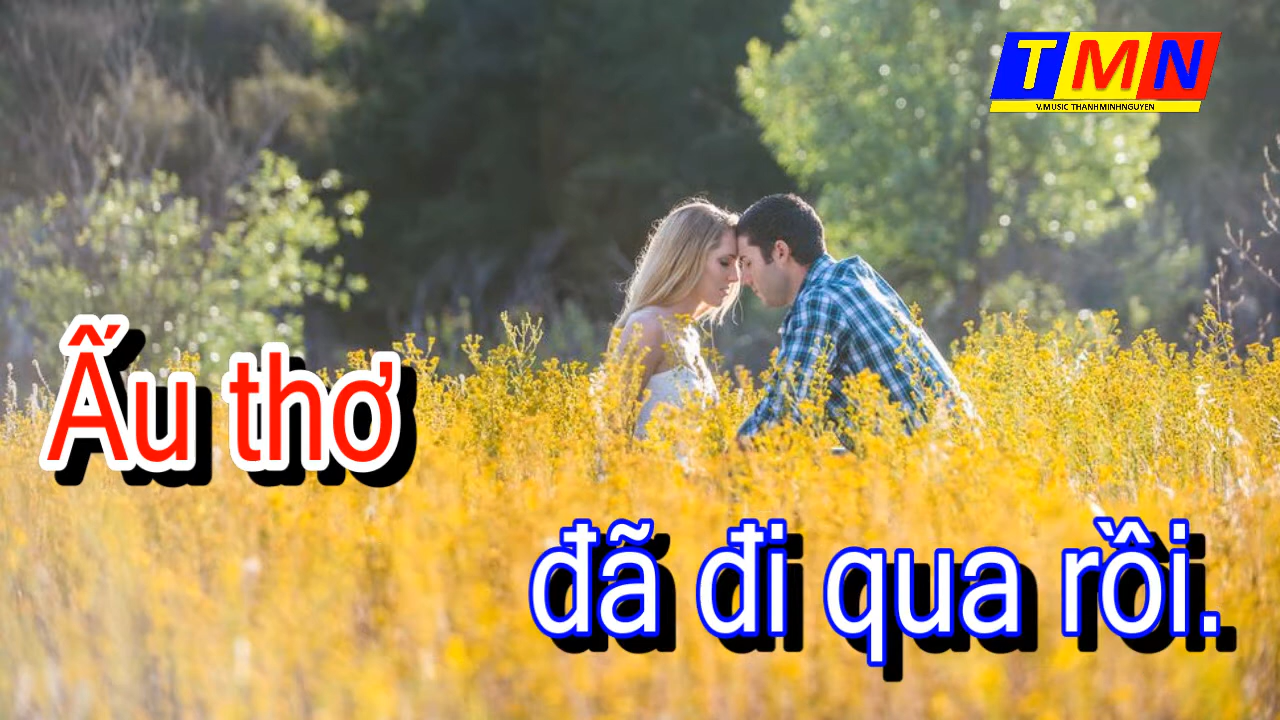 TMN
V.MUSIC THANHMINHNGUYEN
Ấu thơ
đã đi qua rồi.